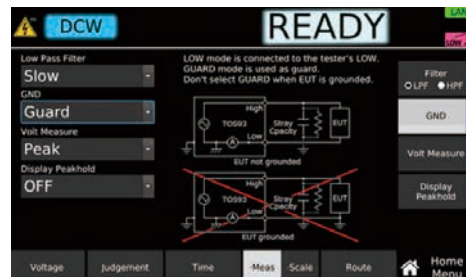 DCW
READY
LAN
LOW
Low Pass Filter
Slow
GND
Guard
Volt Measure
Peak
Display Peakhold
OFF
LOW mode is connected to the tester's LOW.
GUARD mode is used as guard.
Don't select GUARD when EUT is grounded.
High
TOS93
Stray
Cpacity
EUT
Low
A
EUT not grounded
High
TOS93
Stray
Cpacity
EUT
Low
A
EUT grounded
Filter
LPF HPF
GND
Volt Measure
Display
Peakhold
Voltage Judgement Time Meas Scale Route
Home
Menu